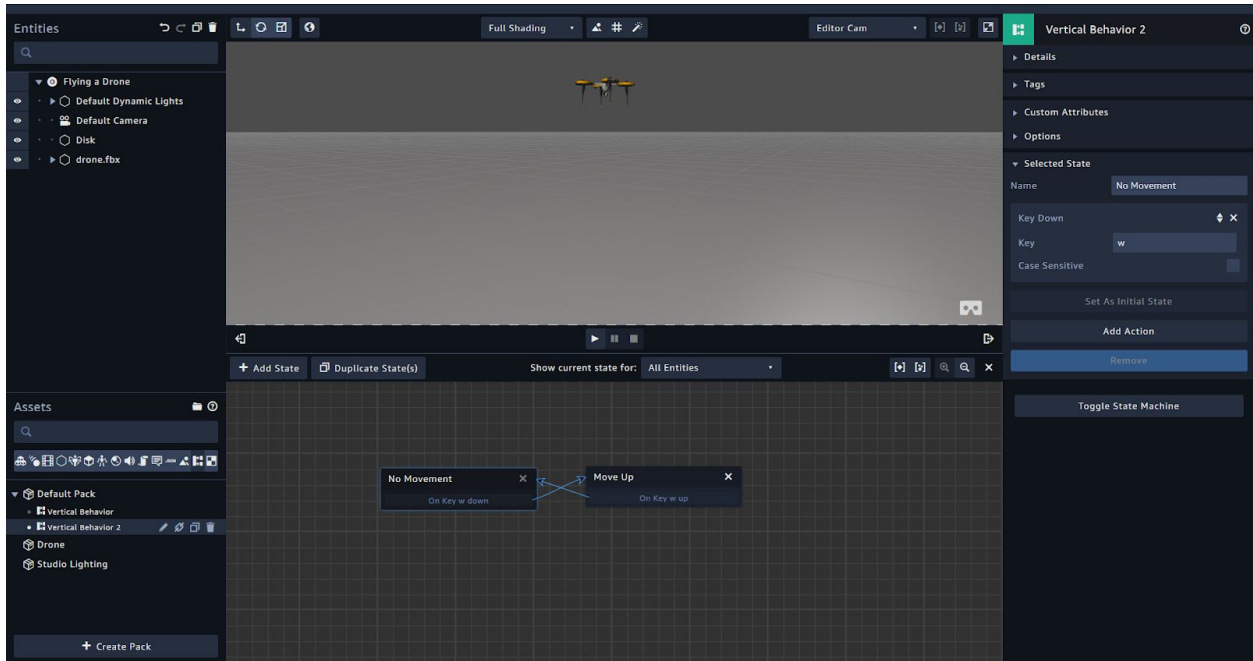 Entities
Flying a Drone
Default Dynamic Lights
Default Camera
Disk
drone.fbx
Full Shading
Editor Cam
Add State
Duplicate State(s)
Show current state for:
All Entities
No Movement
On Key w down
Move Up
On Key w up
Assets
Default Pack
Vertical Behavior
Vertical Behavior 2
Drone
Studio Lighting
Create Pack
Vertical Behavior 2
Details
Tags
Custom Attributes
Options
Selected State
Name
No Movement
Key Down
Key
w
Case Sensitive
Set As Initial State
Add Action
Remove
Toggle State Machine